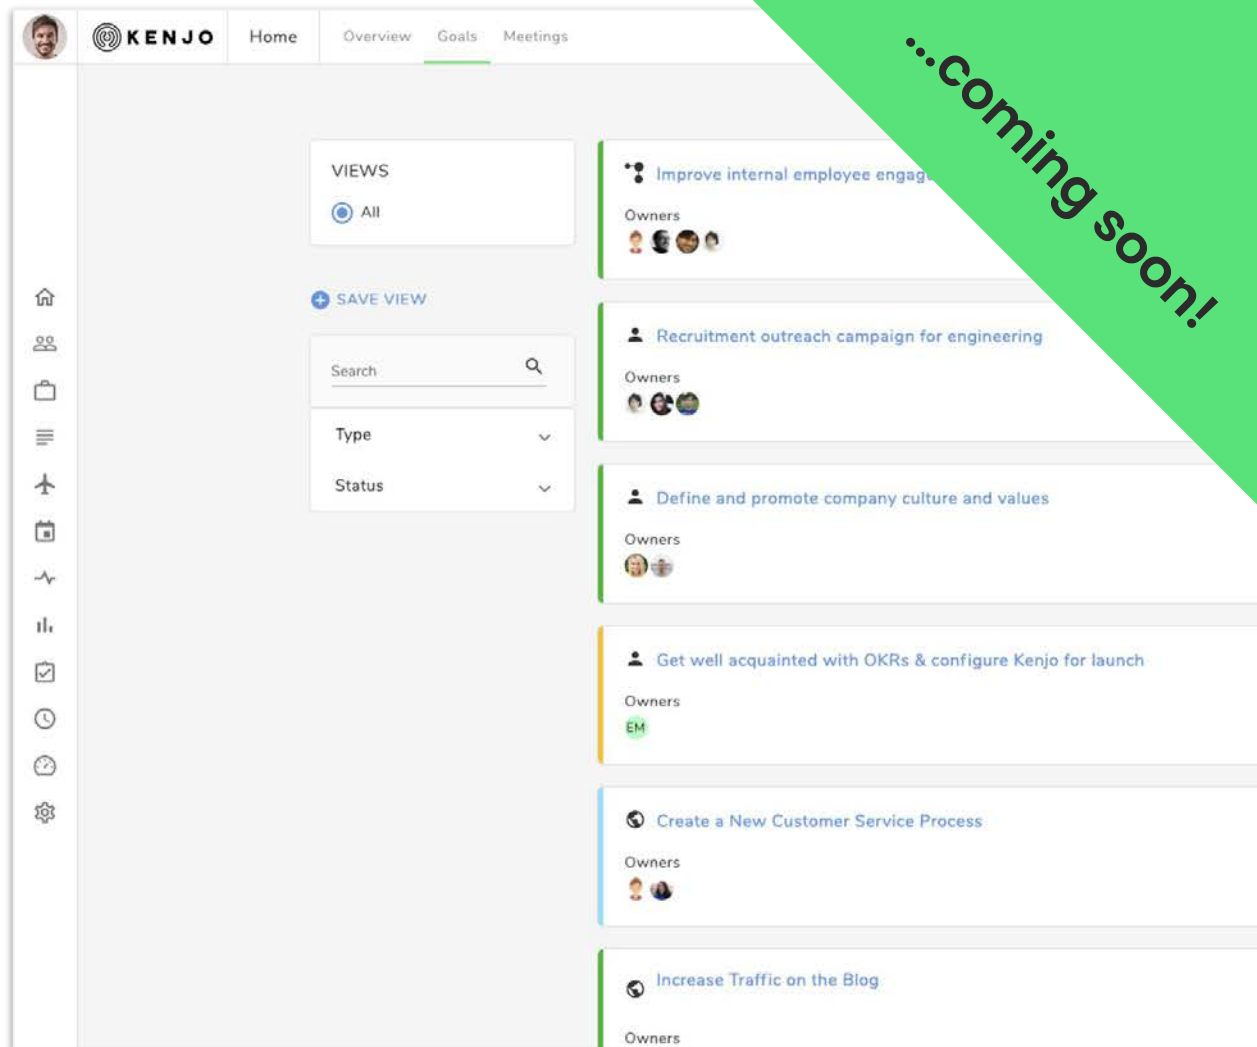 KENJO
Home
Overview
Goals
Meetings
...coming soon!
VIEWS
All
SAVE VIEW
Search
Type
Status
Improve internal employee engag
Owners
Recruitment outreach campaign for engineering
Owners
Define and promote company culture and values
Owners
Get well acquainted with OKRs & configure Kenjo for launch
Owners
EM
Create a New Customer Service Process
Owners
Increase Traffic on the Blog
Owners